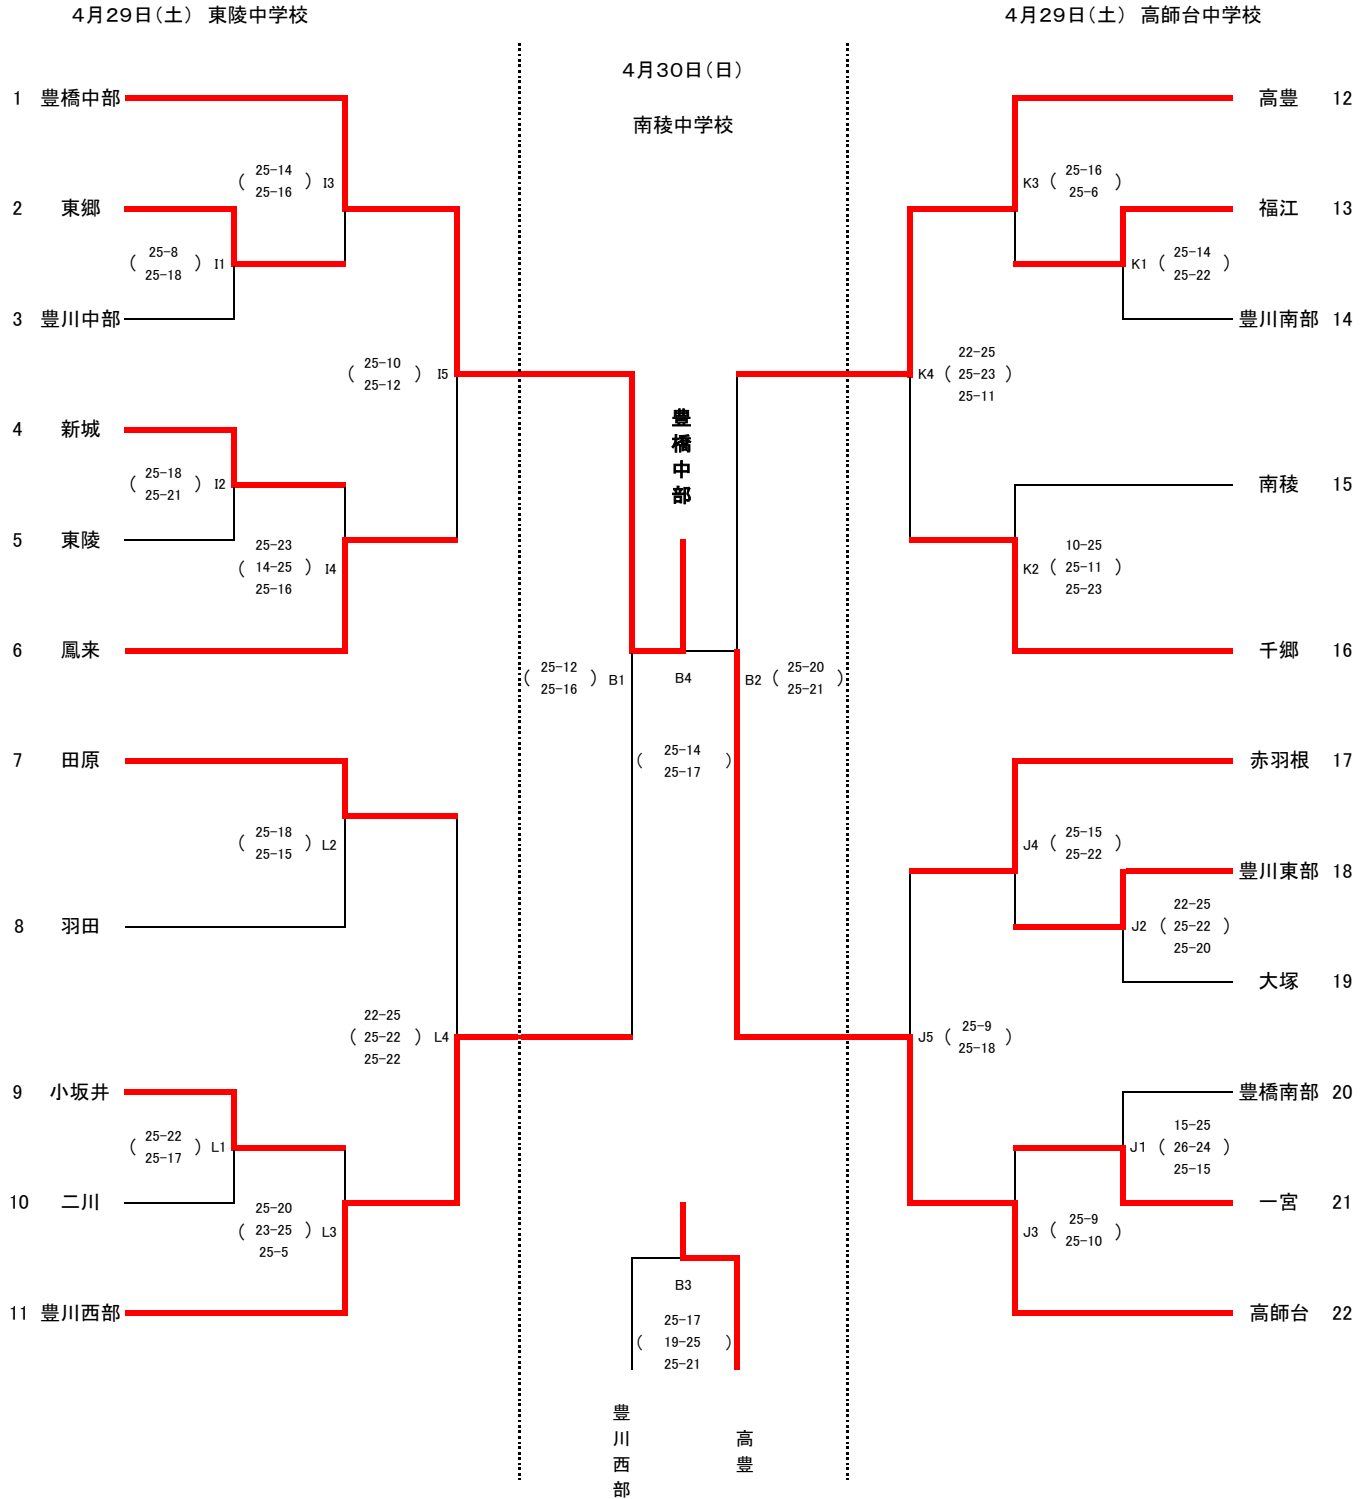 4月29日(土) 東陵中学校
4月30日(日)
南稜中学校
4月29日(土) 高師台中学校
1 豊橋中部
( 25-14 ) I3
25-16
2 東郷
( 25-8 ) I1
25-18
3 豊川中部
( 25-10 ) I5
25-12
4 新城
( 25-18 ) I2
25-21
5 東陵
25-23
( 14-25 ) I4
25-16
6 鳳来
7 田原
( 25-18 ) L2
25-15
8 羽田
22-25
( 25-22 ) L4
25-22
9 小坂井
( 25-22 ) L1
25-17
10 二川
25-20
( 23-25 ) L3
25-5
11 豊川西部
豊橋中部
( 25-12 ) B1
25-16
B4
( 25-14 )
25-17
B2 ( 25-20 )
25-21
B3
25-17
( 19-25 )
25-21
豊川西部
高豊
高豊 12
K3 ( 25-16 )
25-6
福江 13
K1 ( 25-14 )
25-22
豊川南部 14
22-25
K4 ( 25-23 )
25-11
南稜 15
10-25
K2 ( 25-11 )
25-23
千郷 16
赤羽根 17
J4 ( 25-15 )
25-22
豊川東部 18
22-25
J2 ( 25-22 )
25-20
大塚 19
J5 ( 25-9 )
25-18
豊橋南部 20
15-25
J1 ( 26-24 )
25-15
一宮 21
J3 ( 25-9 )
25-10
高師台 22